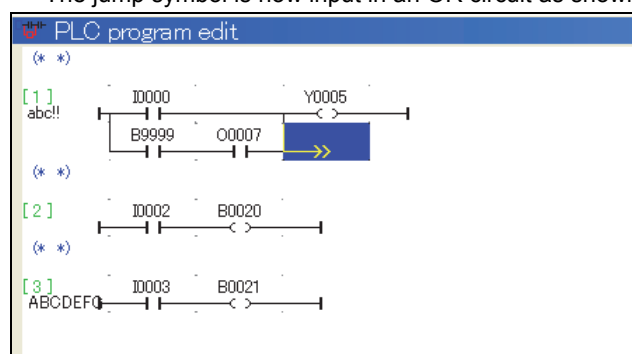 The jump symbol is now input in an OR circuit as shown
PLC program edit
(* *)
[1] I0000 Y0005
abc!!
B9999 O0007
(* *)
[2] I0002 B0020
(* *)
[3] I0003 B0021
ABCDEFG